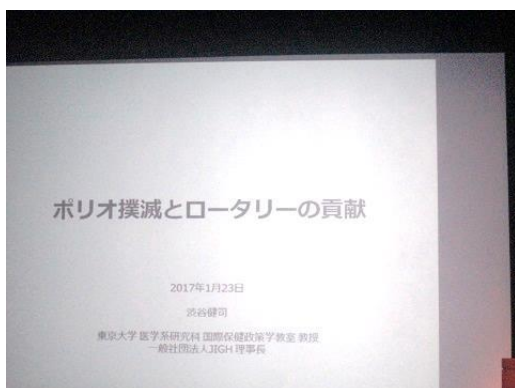 ポリオ撲滅とロータリーの貢献
2017年1月23日
渋谷健司
東京大学 医学系研究科 国際保健政策学教室 教授
一般社団法人JIGH 理事長